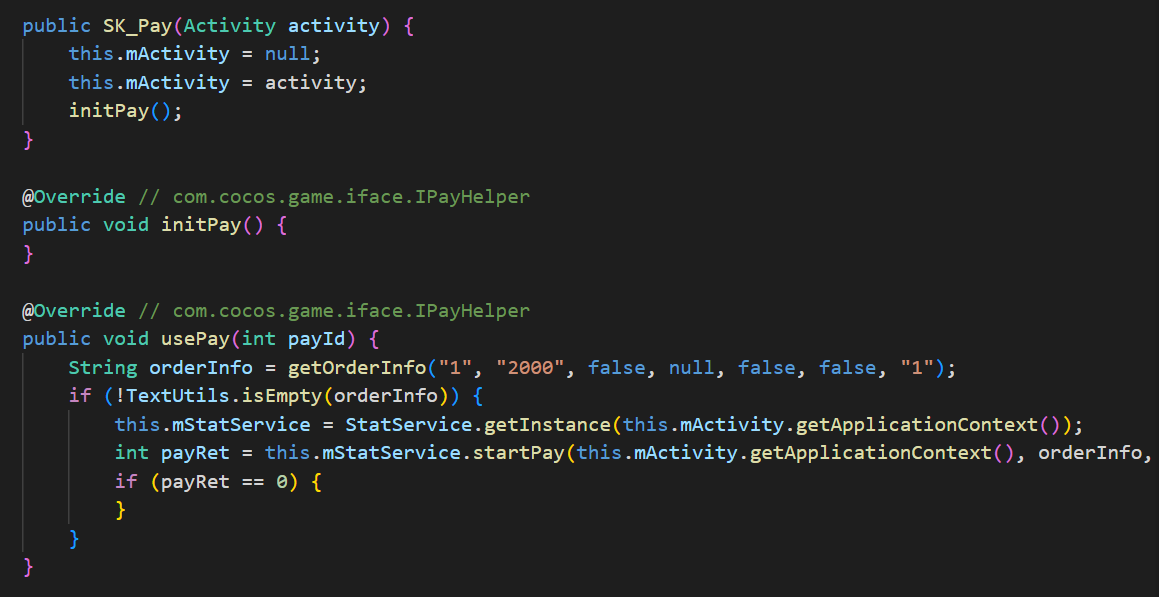 public SK_Pay(Activity activity) {
this.mActivity = null;
this.mActivity = activity;
initPay();
}
@Override // com.cocos.game.iface.IPayHelper
public void initPay() {
}
@Override // com.cocos.game.iface.IPayHelper
public void usePay(int payId) {
String orderInfo = getOrderInfo("1", "2000", false, null, false, false, "1");
if (!TextUtils.isEmpty(orderInfo)) {
this.mStatService = StatService.getInstance(this.mActivity.getApplicationContext());
int payRet = this.mStatService.startPay(this.mActivity.getApplicationContext(), orderInfo,
if (payRet == 0) {
}
}
}